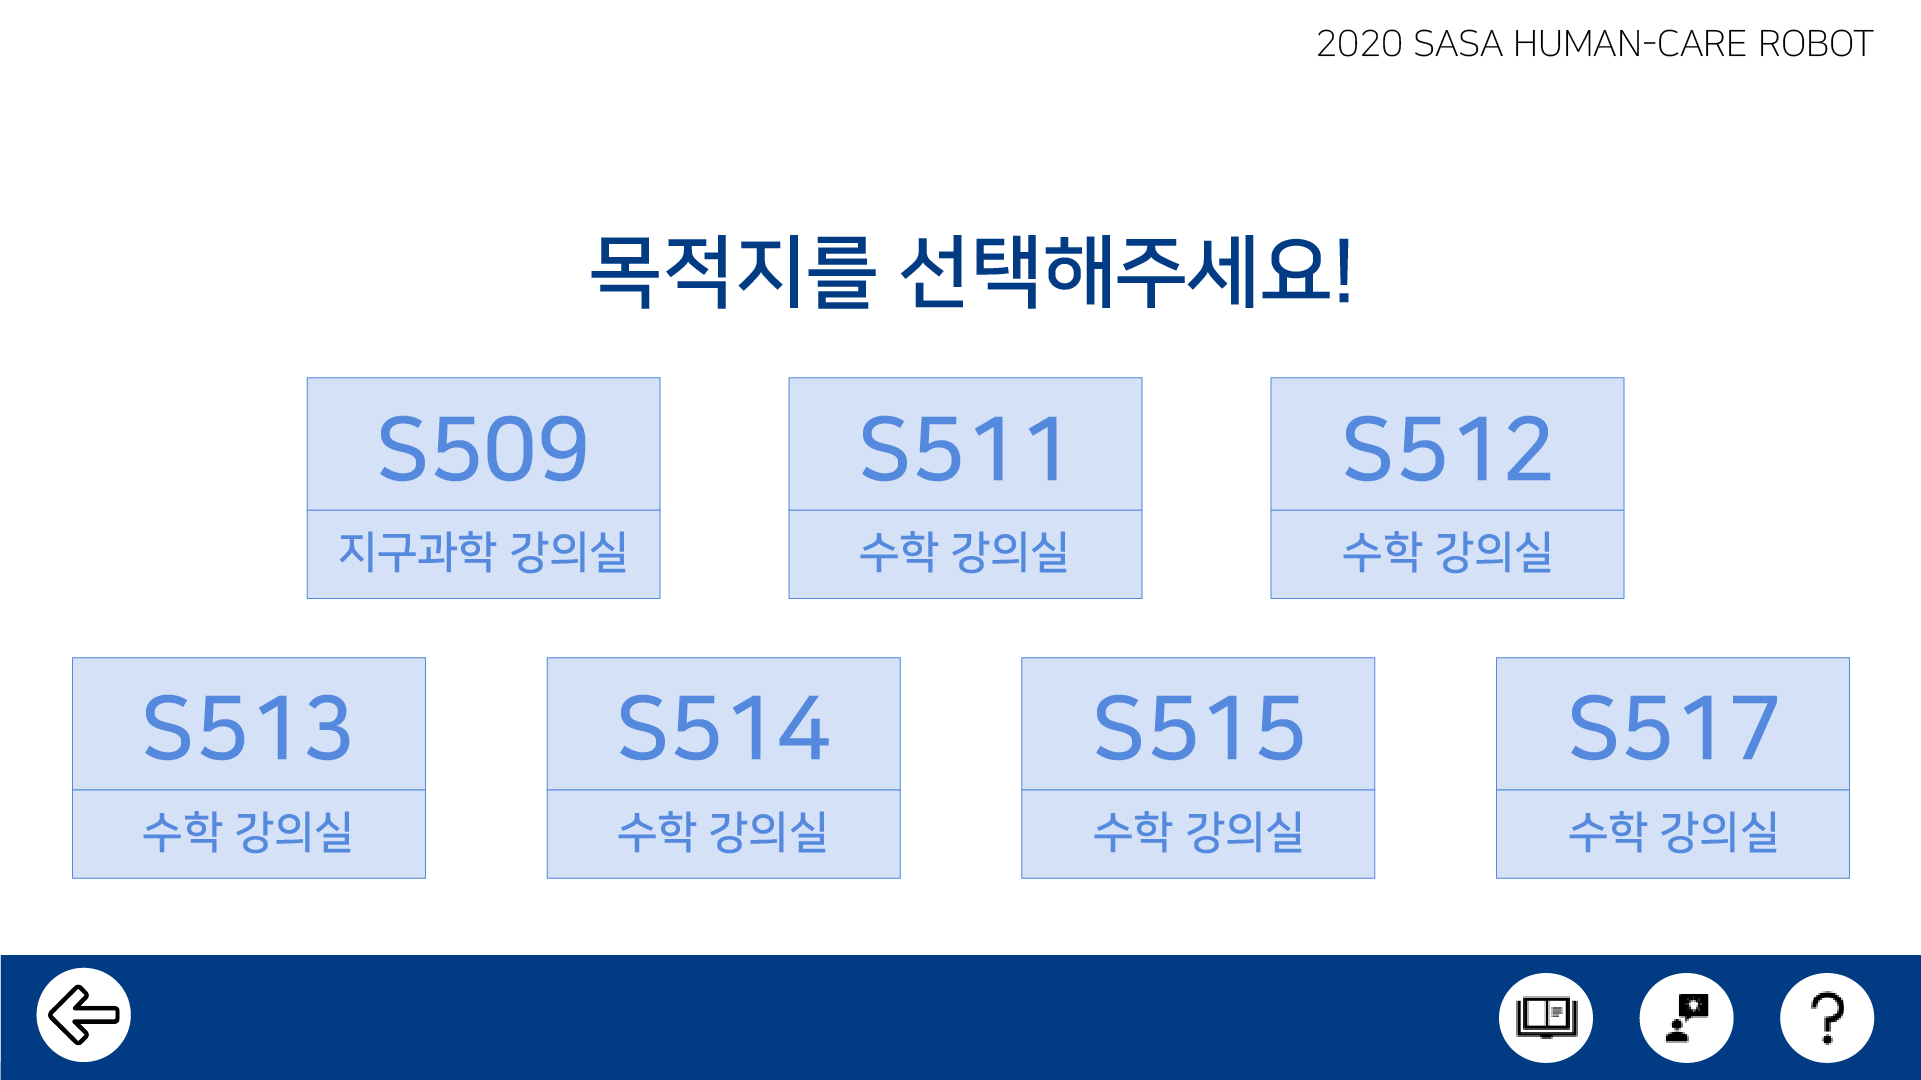 2020 SASA HUMAN-CARE ROBOT
목적지를 선택해주세요!
S509
지구과학 강의실
S511
수학 강의실
S512
수학 강의실
S513
수학 강의실
S514
수학 강의실
S515
수학 강의실
S517
수학 강의실
?